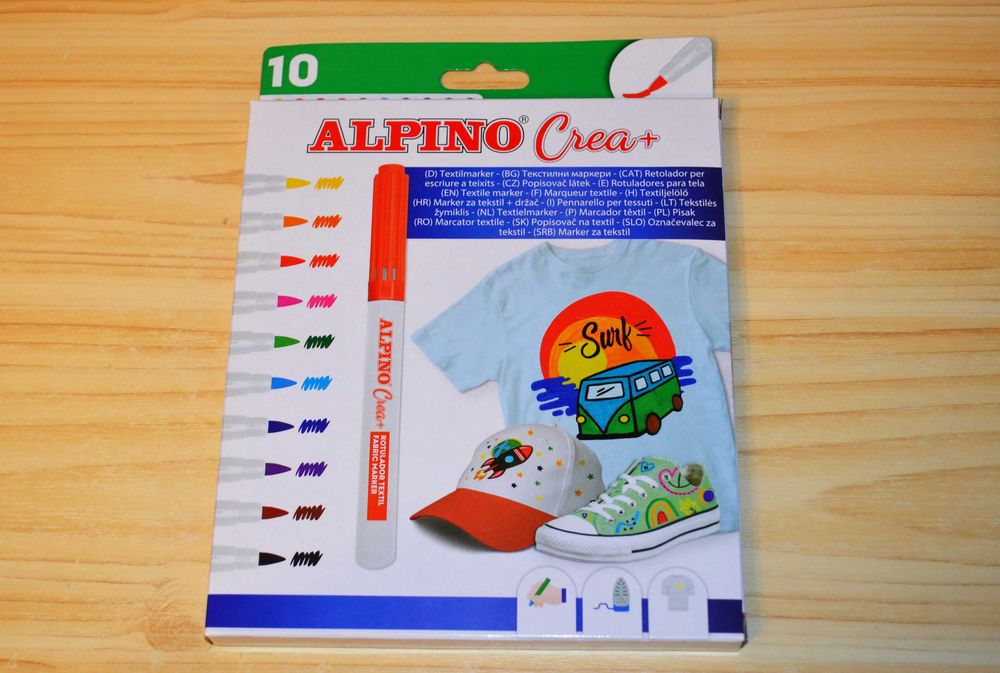 10
ALPINO® Crea+
(D) Textilmarker - (BG) Текстилни маркери - (CAT) Retolador per
escriure a teixits - (CZ) Popisovač látek - (E) Rotuladores para tela
(EN) Textile marker - (F) Marqueur textile - (H) Textiljelölő
(HR) Marker za tekstil + držač - (I) Pennarello per tessuti - (LT) Tekstilės
žymiklis - (NL) Textielmarker - (P) Marcador têxtil - (PL) Pisak
(RO) Marcator textile - (SK) Popisovač na textil - (SLO) Označevalec za
tekstil - (SRB) Marker za tekstil
ALPINO® Crea+
ROTULADOR TEXTIL
FABRIC MARKER
Surf